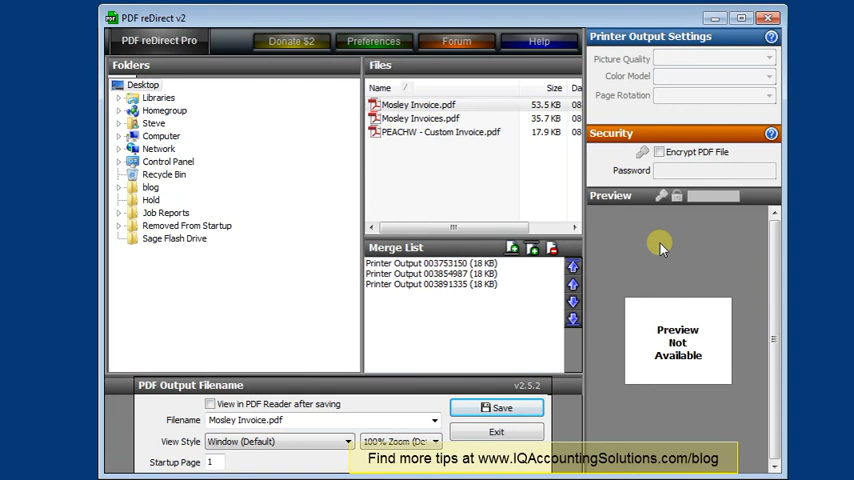 PDF reDirect v2
PDF reDirect Pro
Donate $2
Preferences
Forum
Help
Folders
Desktop
Libraries
Homegroup
Steve
Computer
Network
Control Panel
Recycle Bin
blog
Hold
Job Reports
Removed From Startup
Sage Flash Drive
Files
Name / Size Da
Mosley Invoice.pdf 53.5 KB 08
Mosley Invoices.pdf 35.7 KB 08
PEACHW - Custom Invoice.pdf 17.9 KB 08
Merge List
Printer Output 003753150 (18 KB)
Printer Output 003854987 (18 KB)
Printer Output 003891335 (18 KB)
Printer Output Settings ?
Picture Quality
Color Model
Page Rotation
Security ?
Encrypt PDF File
Password
Preview
Preview
Not
Available
PDF Output Filename v2.5.2
View in PDF Reader after saving
Save
Filename Mosley Invoice.pdf
Exit
View Style Window (Default) 100% Zoom (De
Startup Page 1
Find more tips at www.IQAccountingSolutions.com/blog